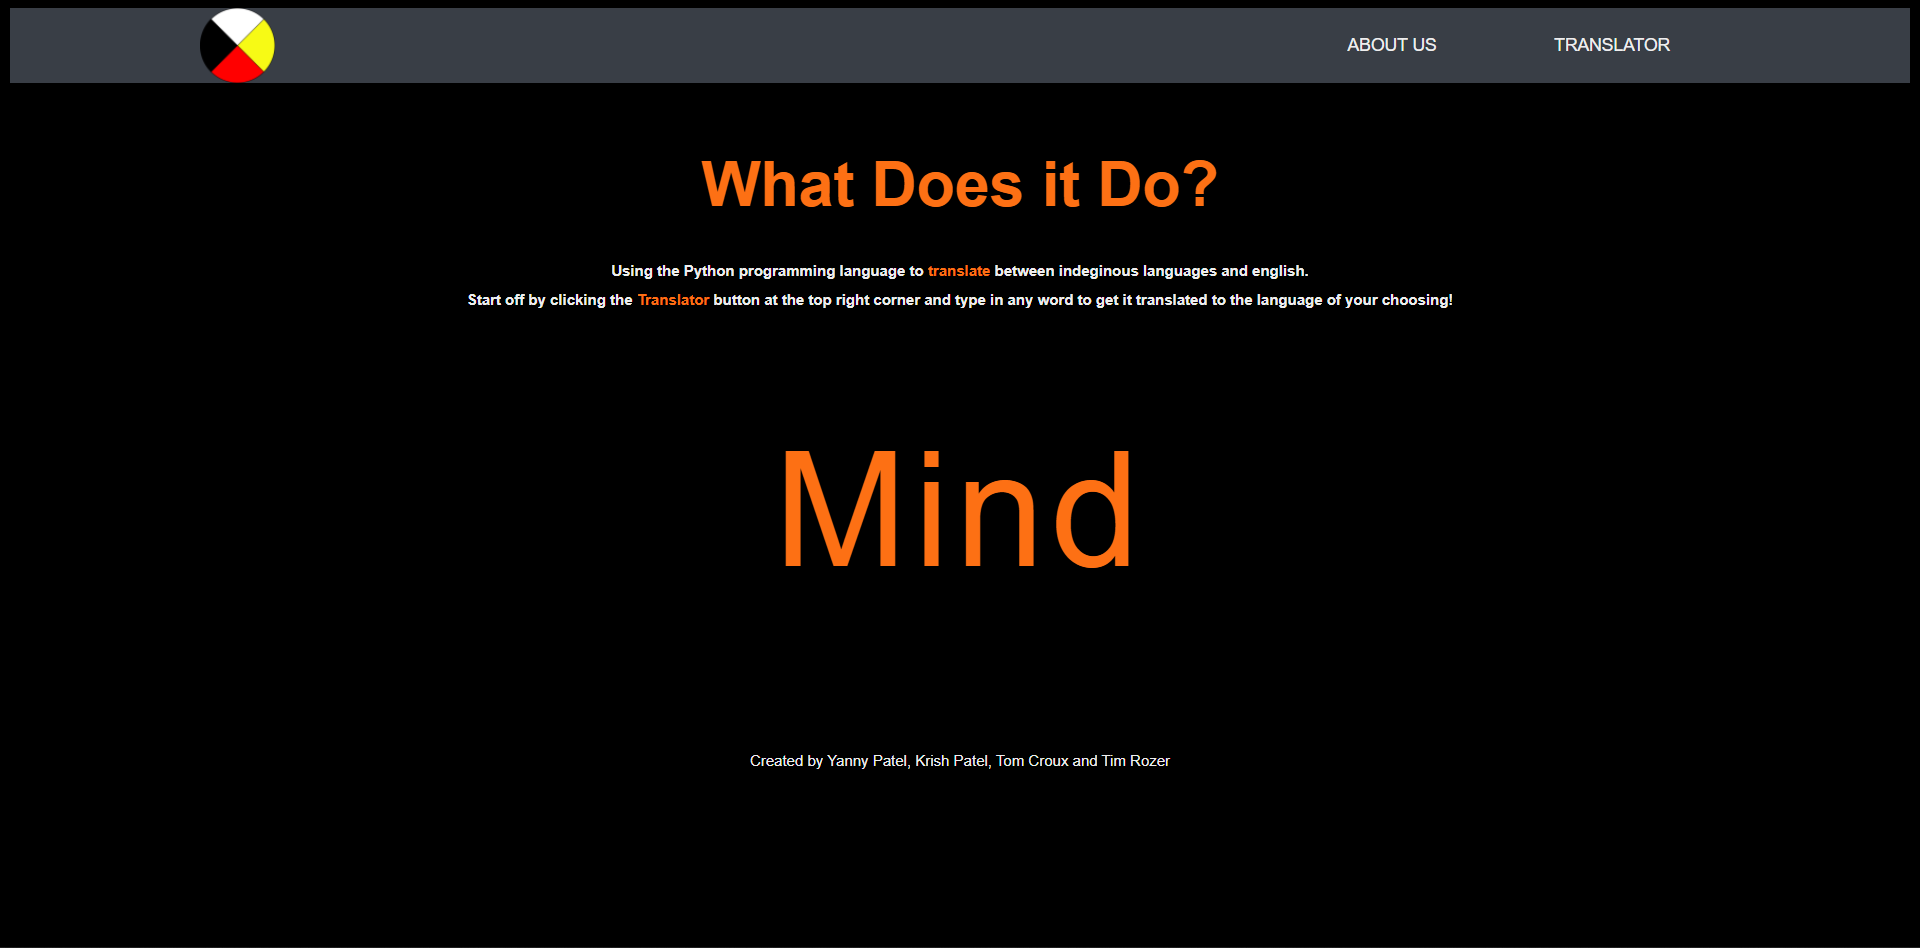 ABOUT US
TRANSLATOR
What Does it Do?
Using the Python programming language to translate between indeginous languages and english.
Start off by clicking the Translator button at the top right corner and type in any word to get it translated to the language of your choosing!
Mind
Created by Yanny Patel, Krish Patel, Tom Croux and Tim Rozer